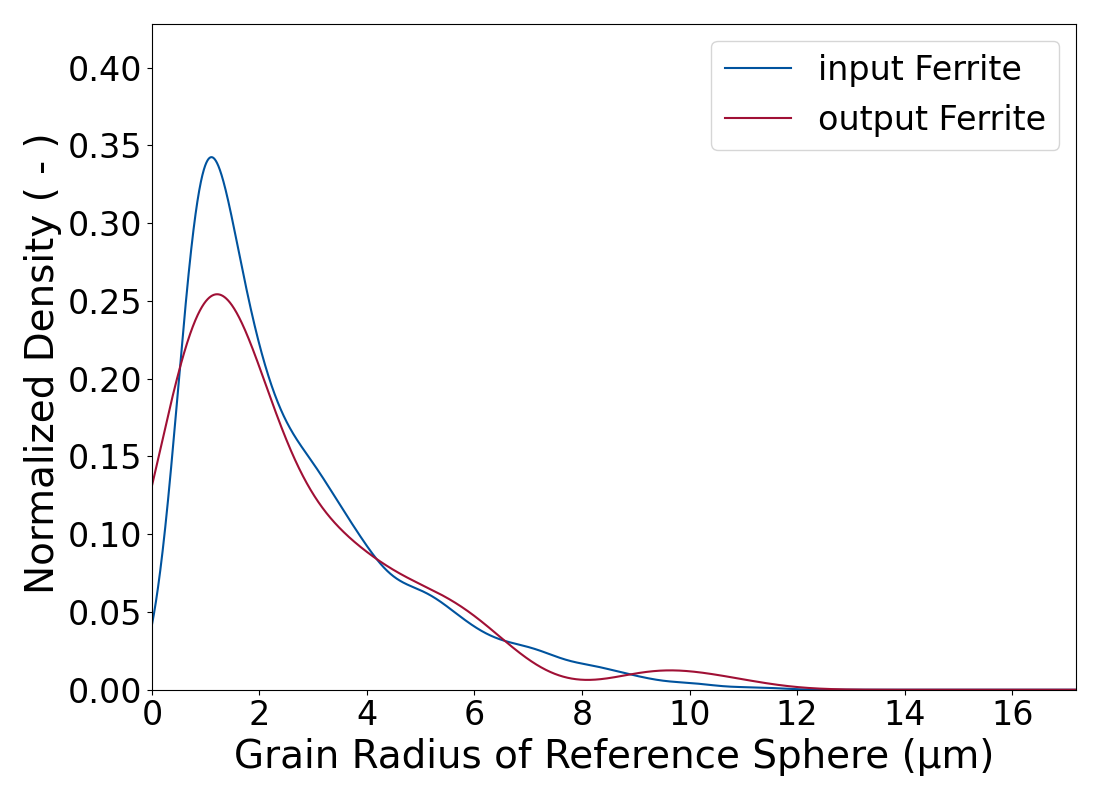 input Ferrite
output Ferrite
Normalized Density ( - )
0.40
0.35
0.30
0.25
0.20
0.15
0.10
0.05
0.00
0 2 4 6 8 10 12 14 16
Grain Radius of Reference Sphere (µm)